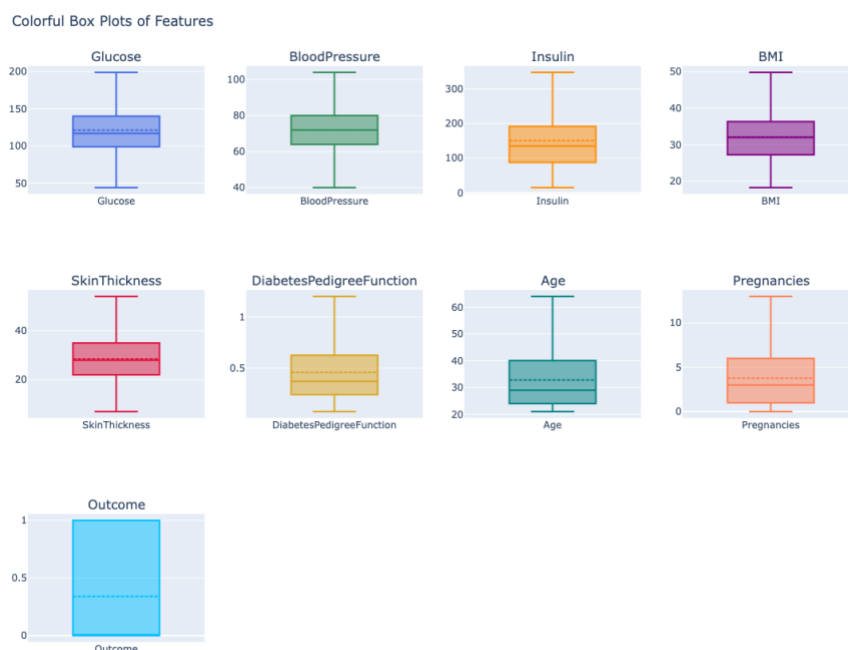 Colorful Box Plots of Features
Glucose
BloodPressure
Insulin
BMI
200
150
100
50
100
80
60
40
300
200
100
0
50
40
30
20
Glucose
BloodPressure
Insulin
BMI
SkinThickness
DiabetesPedigreeFunction
Age
Pregnancies
40
20
1
0.5
60
50
40
30
20
10
5
0
SkinThickness
DiabetesPedigreeFunction
Age
Pregnancies
Outcome
1
0.5
0
Outcome